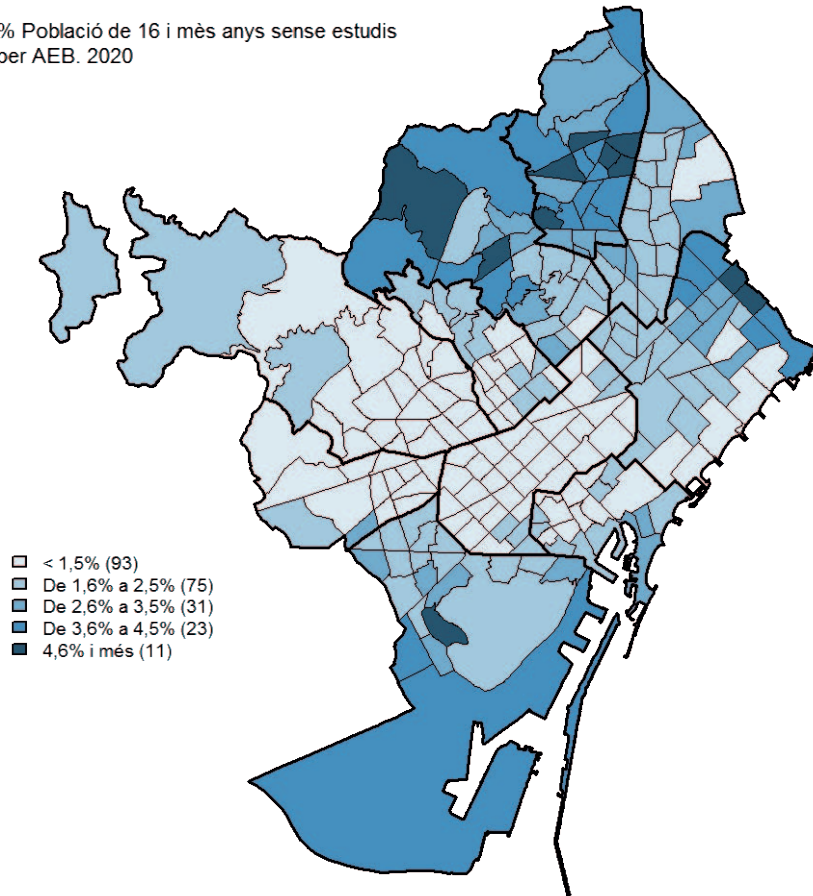 % Població de 16 i mès anys sense estudis
per AEB. 2020
< 1,5% (93)
De 1,6% a 2,5% (75)
De 2,6% a 3,5% (31)
De 3,6% a 4,5% (23)
4,6% i més (11)